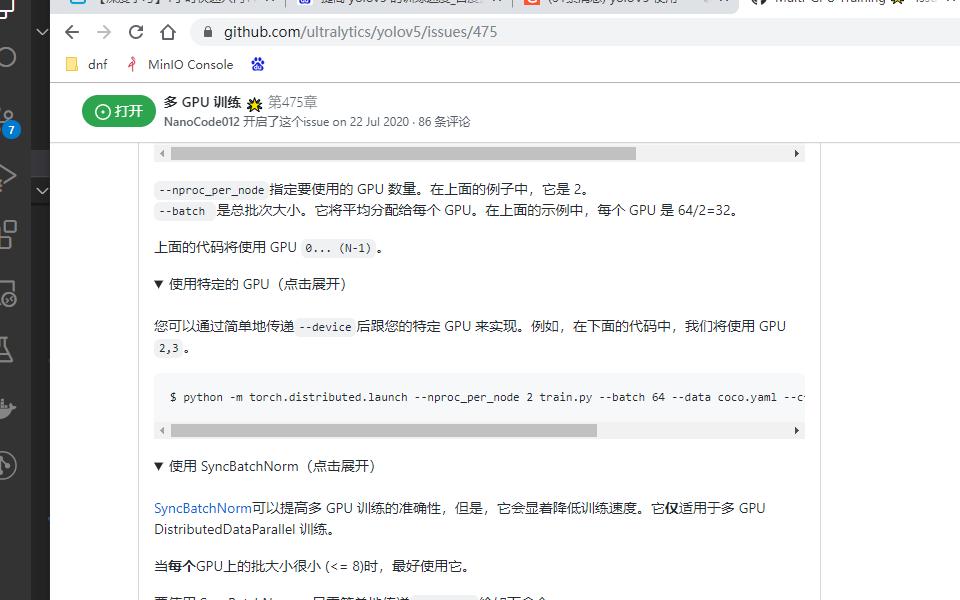 github.com/ultralytics/yolov5/issues/475
dnf MinIO Console
打开
多 GPU 训练 第475章
NanoCode012 开启了这个issue on 22 Jul 2020 · 86 条评论
7
--nproc_per_node 指定要使用的 GPU 数量。在上面的例子中，它是 2。
--batch 是总批次大小。它将平均分配给每个 GPU。在上面的示例中，每个 GPU 是 64/2=32。
上面的代码将使用 GPU 0... (N-1) 。
▼ 使用特定的 GPU（点击展开）
您可以通过简单地传递 --device 后跟您的特定 GPU 来实现。例如，在下面的代码中，我们将使用 GPU
2,3 。
$ python -m torch.distributed.launch --nproc_per_node 2 train.py --batch 64 --data coco.yaml --c
▼ 使用 SyncBatchNorm（点击展开）
SyncBatchNorm可以提高多 GPU 训练的准确性，但是，它会显着降低训练速度。它仅适用于多 GPU
DistributedDataParallel 训练。
当每个GPU上的批大小很小 (<= 8)时，最好使用它。